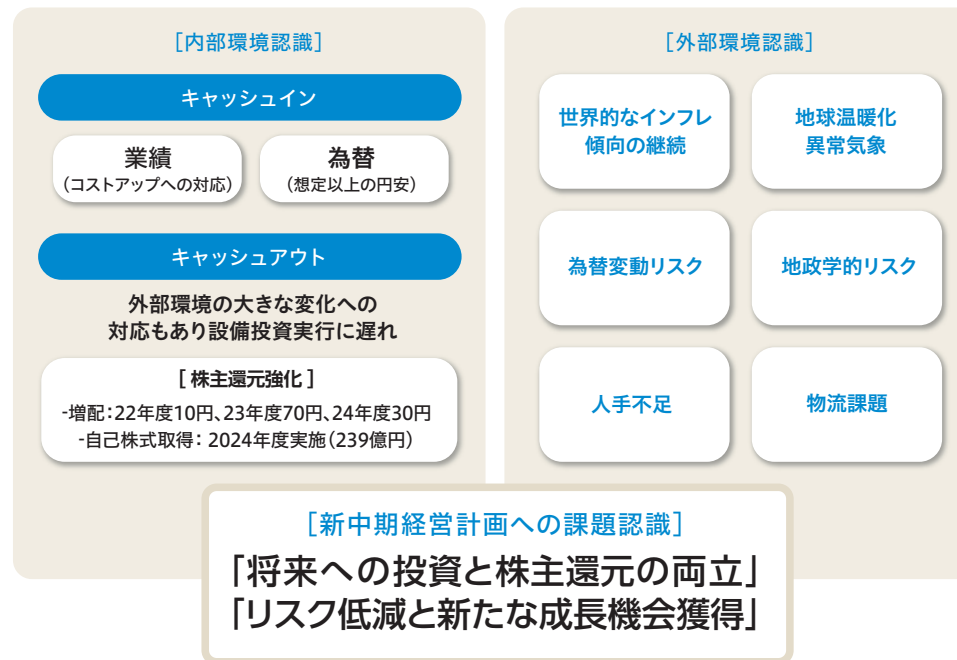 ［内部環境認識］
キャッシュイン
業績
（コストアップへの対応）
為替
（想定以上の円安）
キャッシュアウト
外部環境の大きな変化への
対応もあり設備投資実行に遅れ
［ 株主還元強化 ］
-増配：22年度10円、23年度70円、24年度30円
-自己株式取得： 2024年度実施（239億円）
［外部環境認識］
世界的なインフレ
傾向の継続
地球温暖化
異常気象
為替変動リスク
地政学的リスク
人手不足
物流課題
［新中期経営計画への課題認識］
「将来への投資と株主還元の両立」
「リスク低減と新たな成長機会獲得」